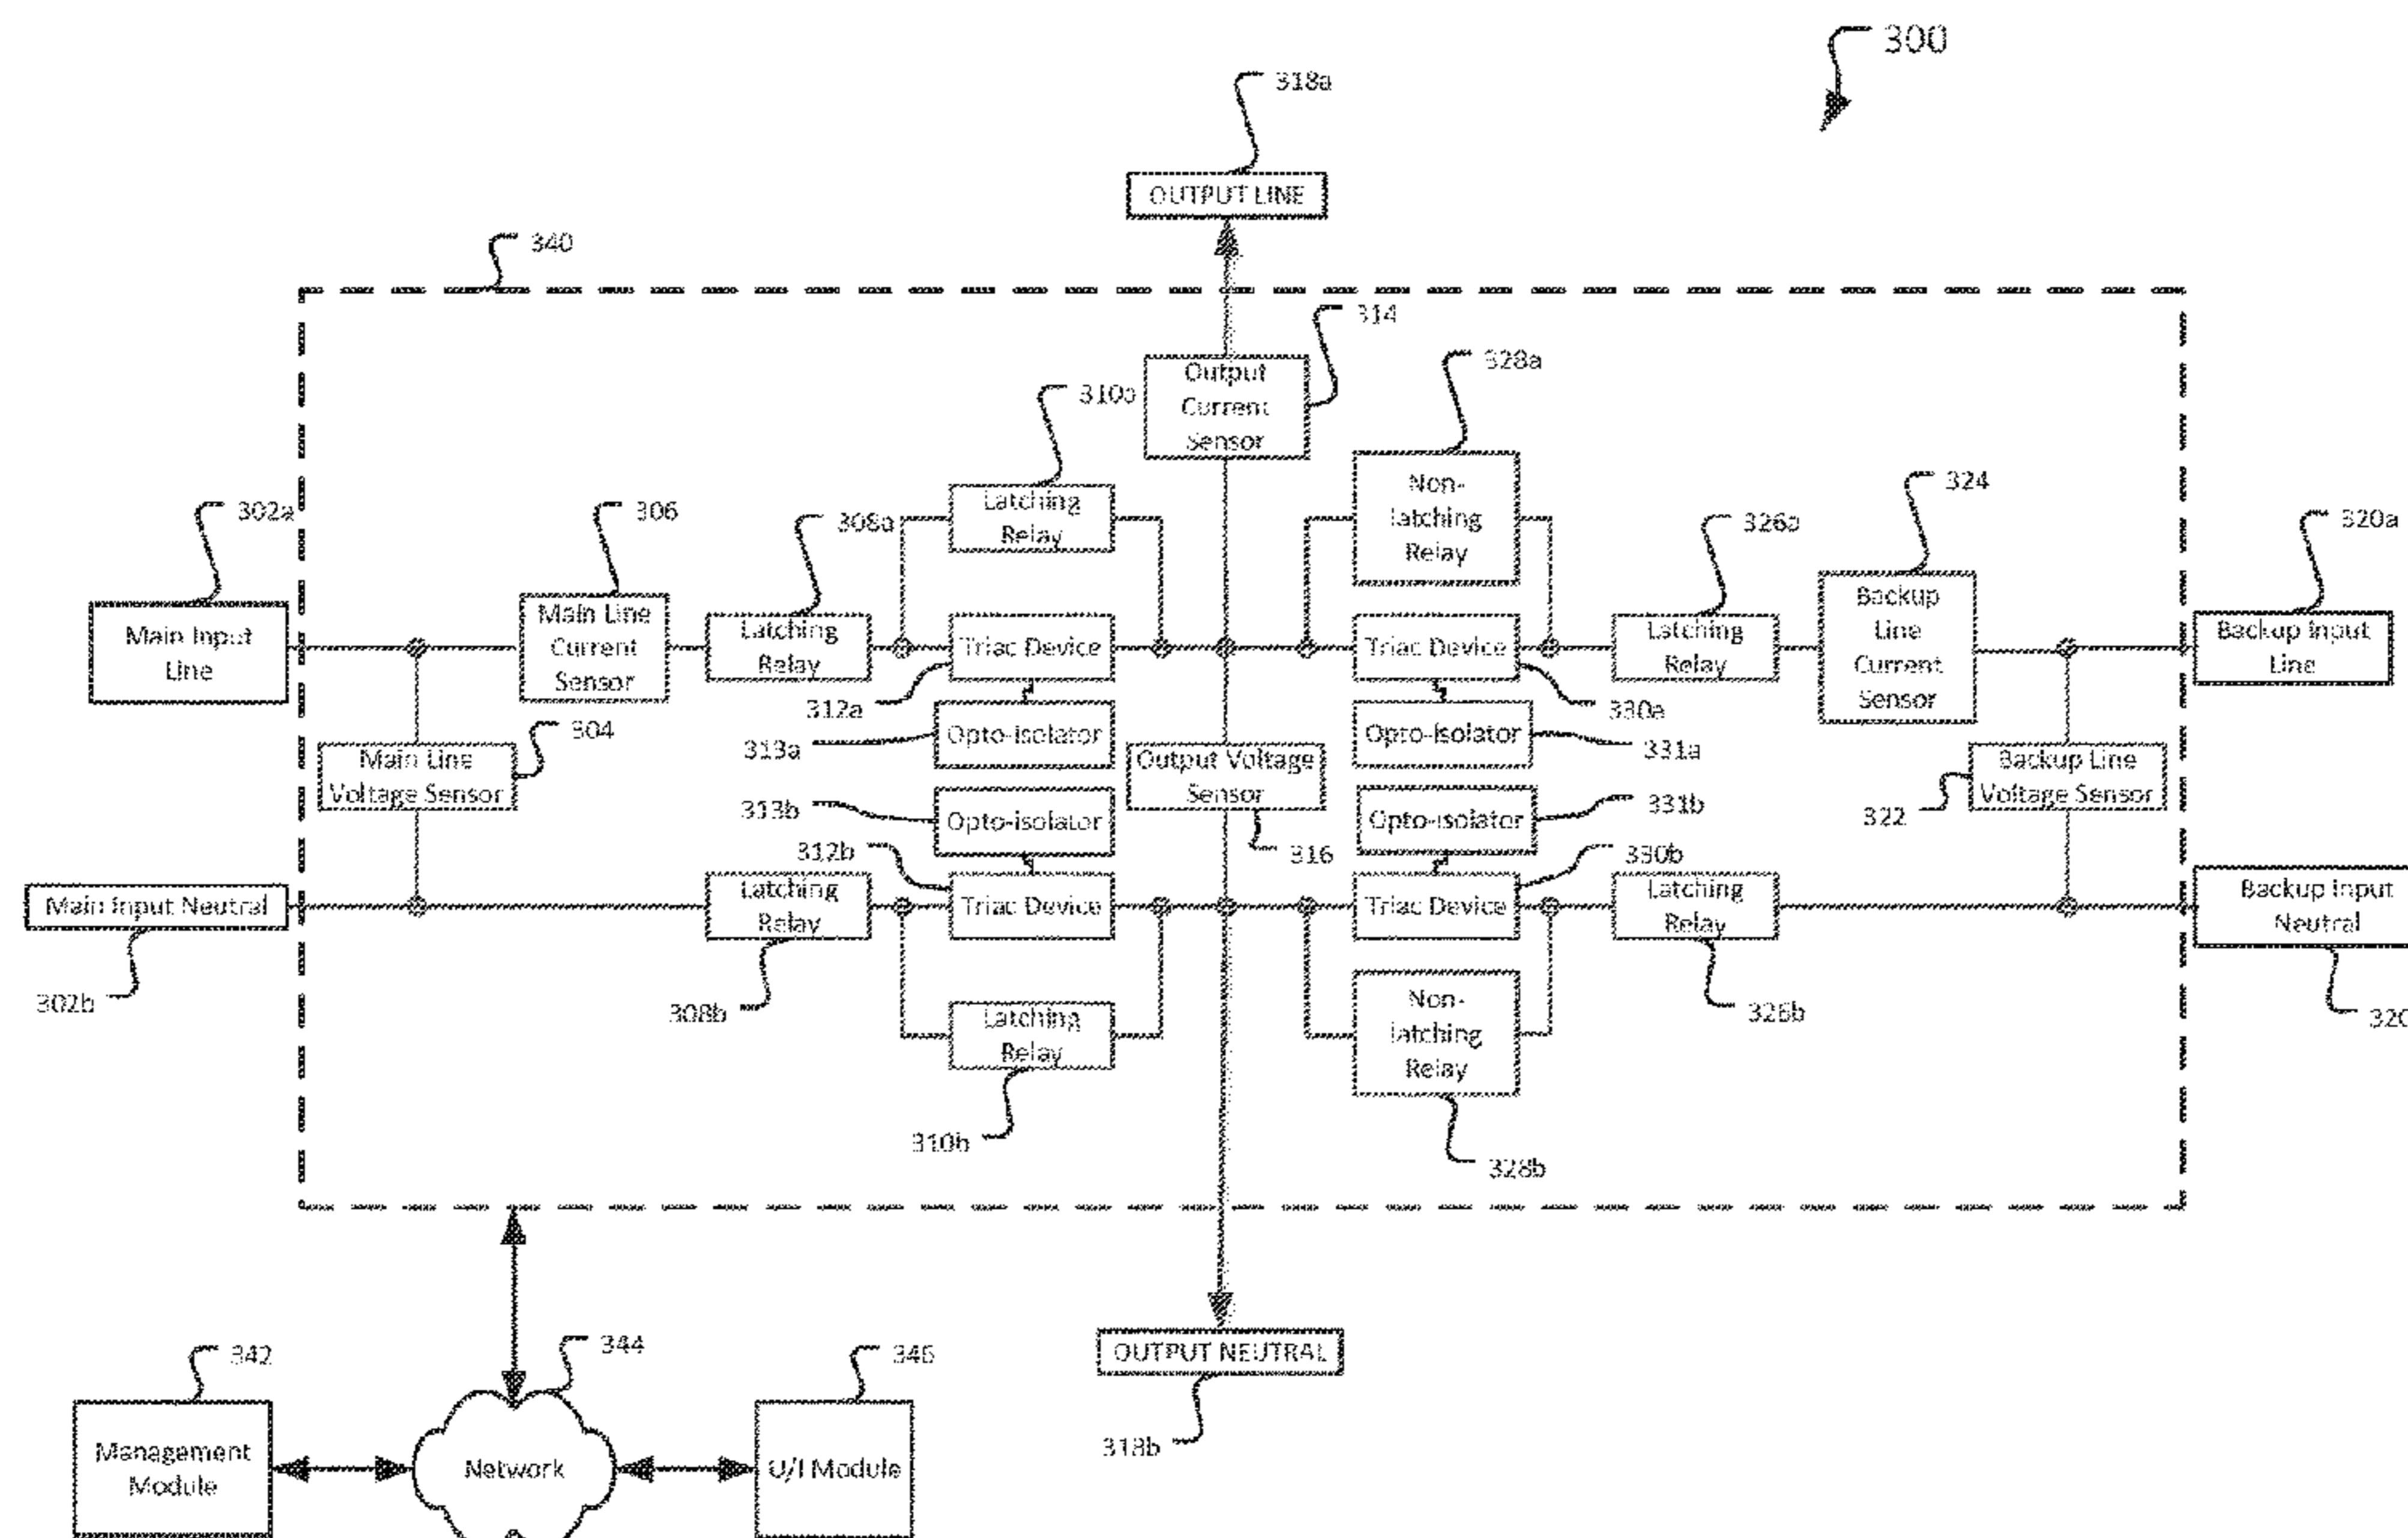 300
318a
OUTPUT LINE
340
314
Output
Current
Sensor
328a
310a
Non-
latching
Relay
Latching
Relay
302a
306
308a
326a
324
320a
Main Input
Line
Main Line
Current
Sensor
Latching
Relay
Triac Device
Triac Device
Latching
Relay
Backup
Line
Current
Sensor
Backup Input
Line
312a
330a
304
313a
Opto-isolator
Opto-isolator
331a
Main Line
Voltage Sensor
Output Voltage
Sensor
Backup Line
Voltage Sensor
313b
Opto-isolator
Opto-isolator
331b
322
312b
316
330b
Main Input Neutral
Latching
Relay
Triac Device
Triac Device
Latching
Relay
Backup Input
Neutral
302b
308b
Latching
Relay
Non-
latching
Relay
326b
320
310b
328b
342
344
346
OUTPUT NEUTRAL
318b
Management
Module
Network
U/I Module